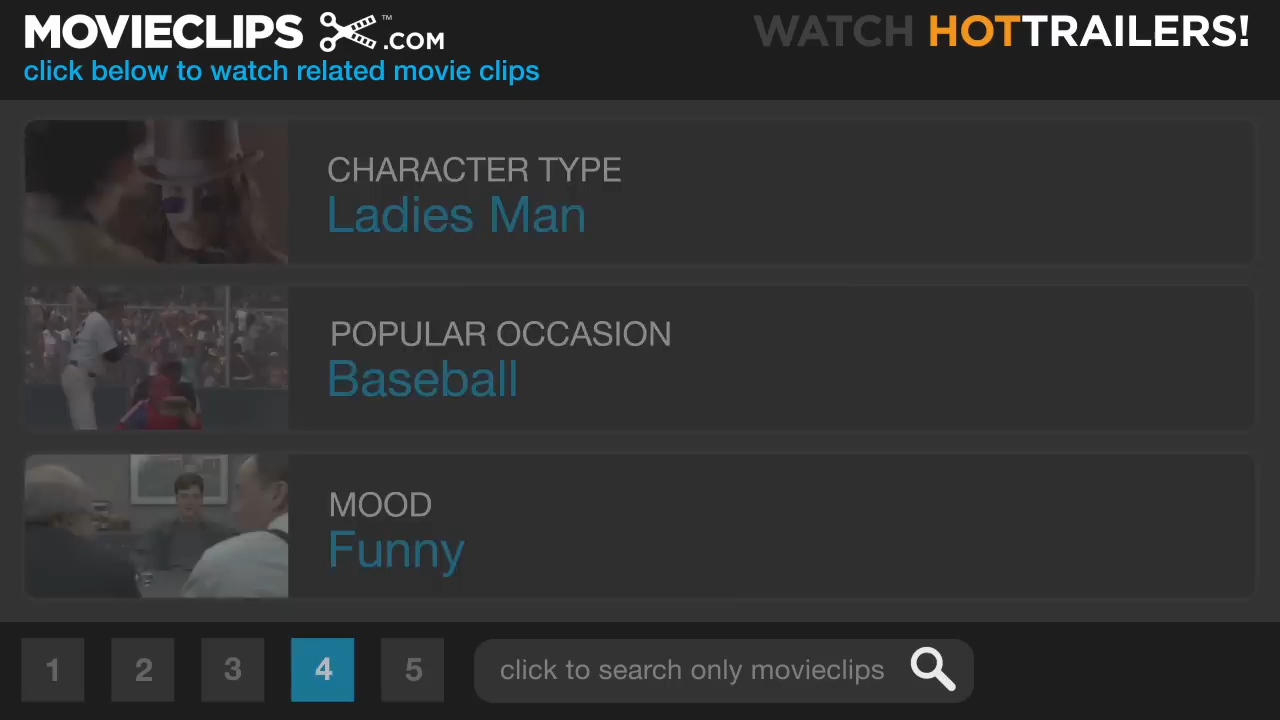 MOVIECLIPS ™ .COM
WATCH HOTTRAILERS!
click below to watch related movie clips
CHARACTER TYPE
Ladies Man
POPULAR OCCASION
Baseball
MOOD
Funny
1 2 3 4 5
click to search only movieclips